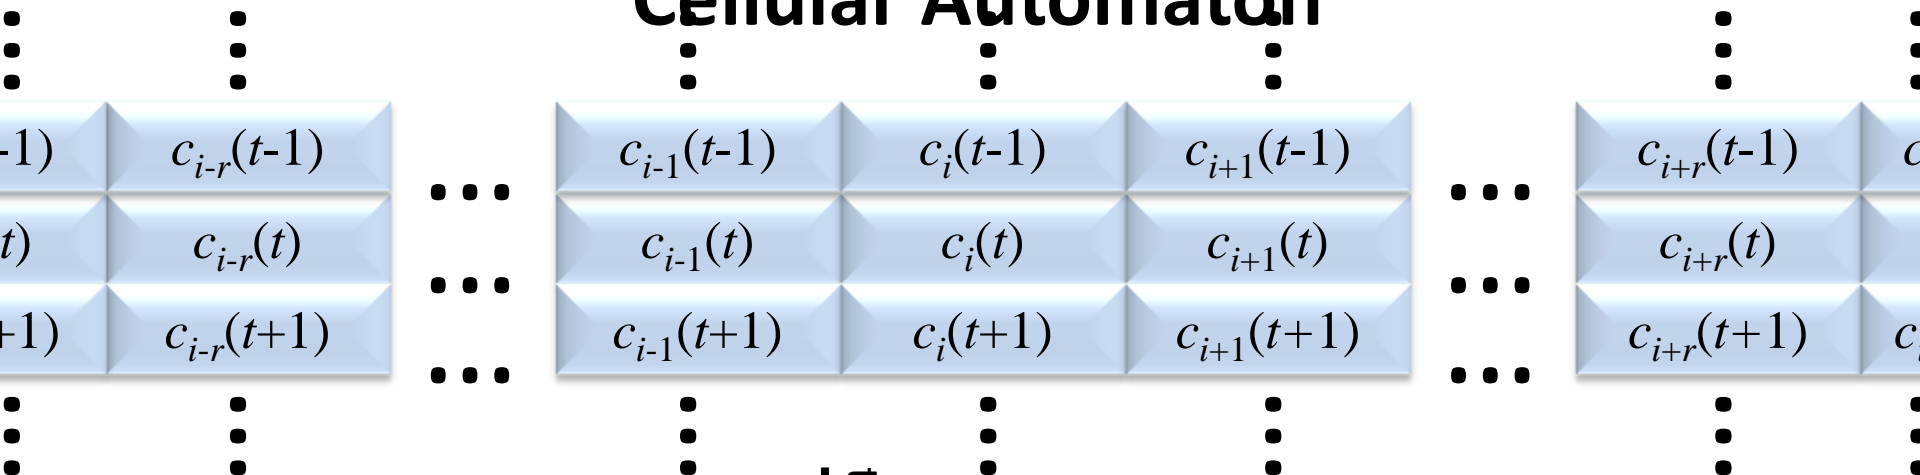 Cellular Automaton
-1) c_{i-r}(t-1) ... c_{i-1}(t-1) c_i(t-1) c_{i+1}(t-1) ... c_{i+r}(t-1) c
t) c_{i-r}(t) ... c_{i-1}(t) c_i(t) c_{i+1}(t) ... c_{i+r}(t)
+1) c_{i-r}(t+1) ... c_{i-1}(t+1) c_i(t+1) c_{i+1}(t+1) ... c_{i+r}(t+1) c